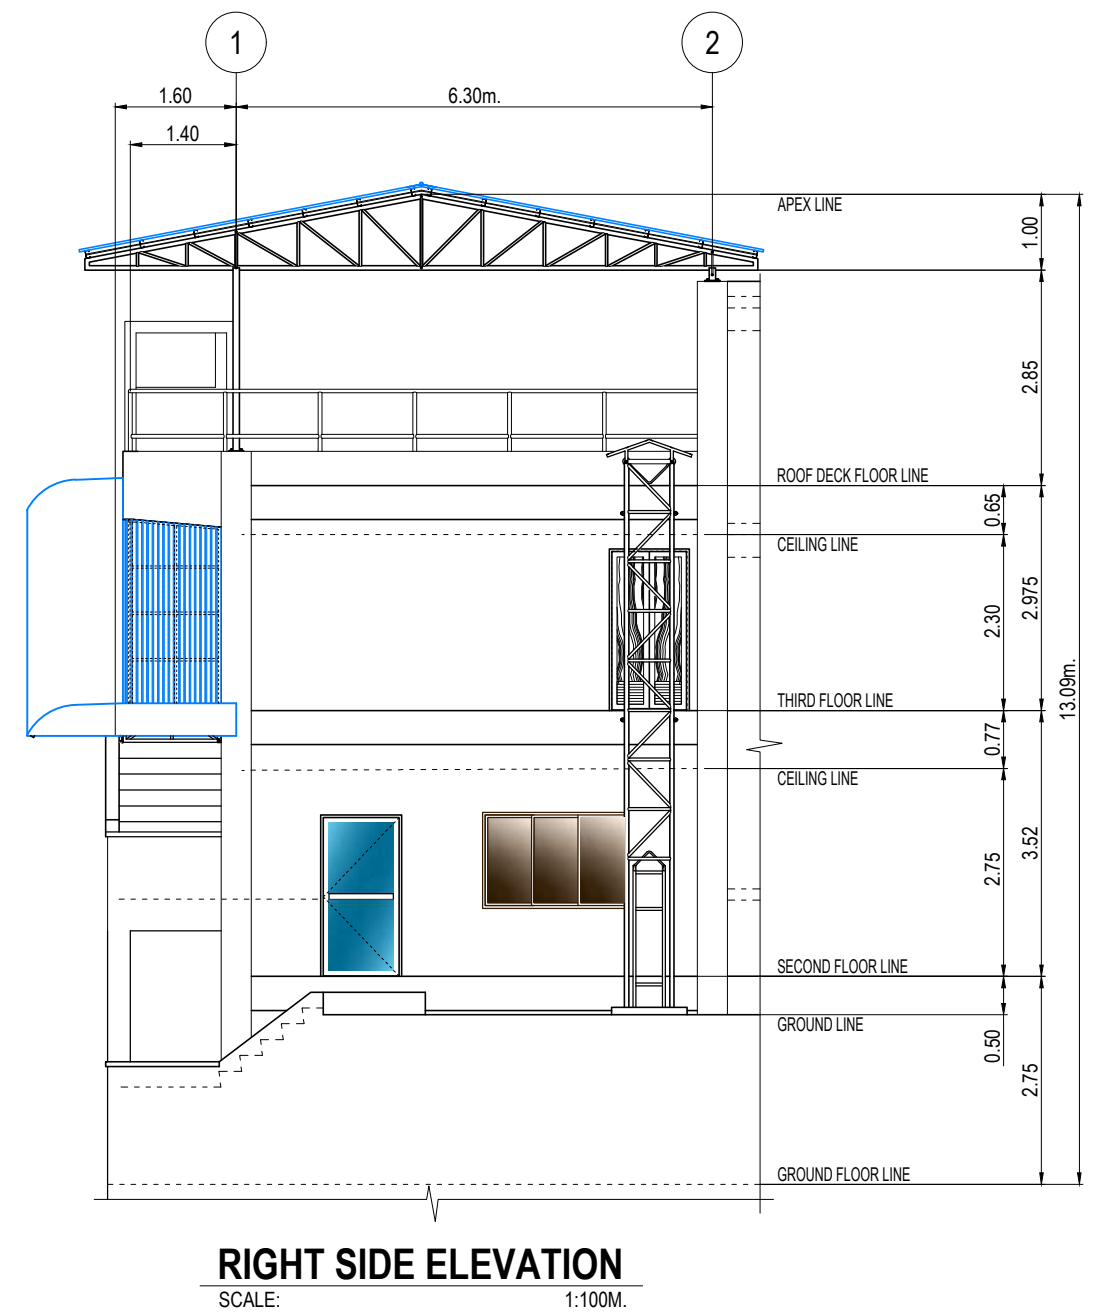 1
2
1.60
6.30m.
1.40
APEX LINE
1.00
2.85
ROOF DECK FLOOR LINE
0.65
CEILING LINE
2.975
2.30
THIRD FLOOR LINE
13.09m.
0.77
CEILING LINE
3.52
2.75
SECOND FLOOR LINE
GROUND LINE
0.50
2.75
GROUND FLOOR LINE
RIGHT SIDE ELEVATION
SCALE: 1:100M.